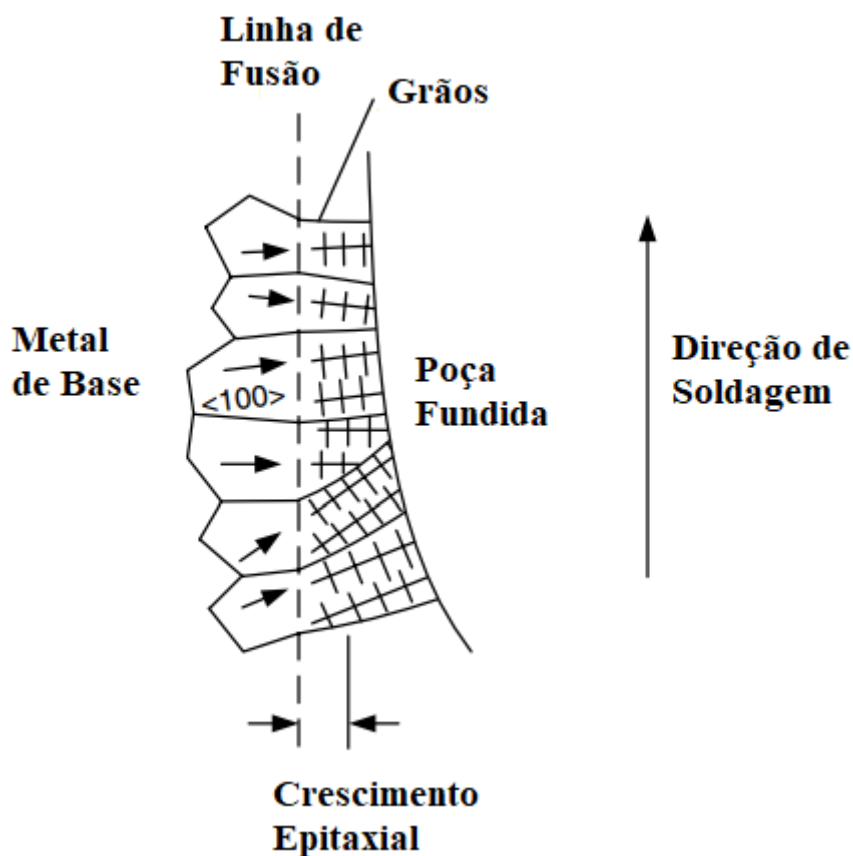 Linha de
Fusão
Grãos
Metal
de Base
<100>
Poça
Fundida
Direção de
Soldagem
Crescimento
Epitaxial